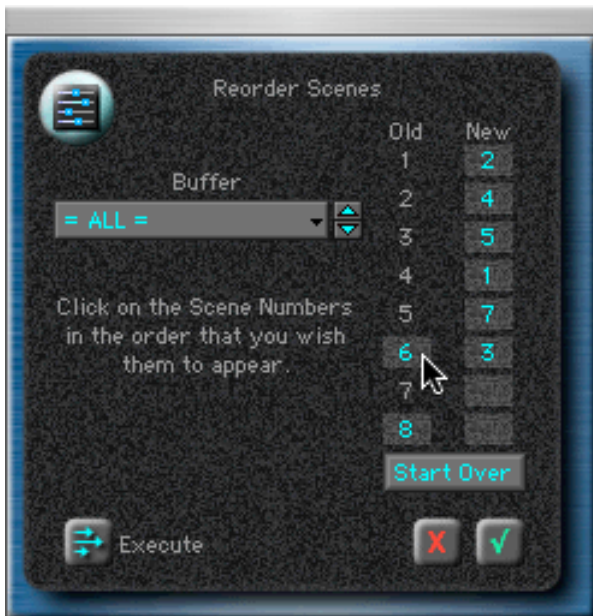 Reorder Scenes
Old New
1 2
Buffer
2 4
= ALL =
3 5
4 1
Click on the Scene Numbers
5 7
in the order that you wish
6 3
them to appear.
7
8
Start Over
Execute X √